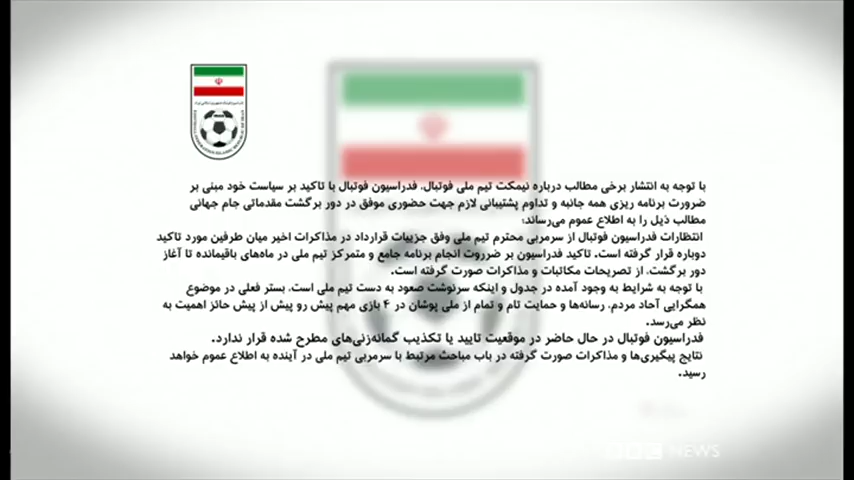 با توجه به انتشار برخی مطالب درباره نیمکت تیم ملی فوتبال، فدراسیون فوتبال با تاکید بر سیاست خود مبنی بر
ضرورت برنامه ریزی همه جانبه و تداوم پشتیبانی لازم جهت حضوری موفق در دور برگشت مقدماتی جام جهانی
مطالب ذیل را به اطلاع عموم می‌رساند؛
انتظارات فدراسیون فوتبال از سرمربی محترم تیم ملی وفق جزییات قرارداد در مذاکرات اخیر میان طرفین مورد تاکید
دوباره قرار گرفته است. تاکید فدراسیون بر ضرورت انجام برنامه جامع و متمرکز تیم ملی در ماه‌های باقیمانده تا آغاز
دور برگشت، از تصریحات مکاتبات و مذاکرات صورت گرفته است.
با توجه به شرایط به وجود آمده در جدول و اینکه سرنوشت صعود به دست تیم ملی است، بستر فعلی در موضوع
همگرایی آحاد مردم، رسانه‌ها و حمایت تام و تمام از ملی پوشان در ۴ بازی مهم پیش رو پیش از پیش حائز اهمیت به
نظر می‌رسد.
فدراسیون فوتبال در حال حاضر در موقعیت تایید یا تکذیب گمانه‌زنی‌های مطرح شده قرار ندارد.
نتایج پیگیری‌ها و مذاکرات صورت گرفته در باب مباحث مرتبط با سرمربی تیم ملی در آینده به اطلاع عموم خواهد
رسید.
BBC NEWS